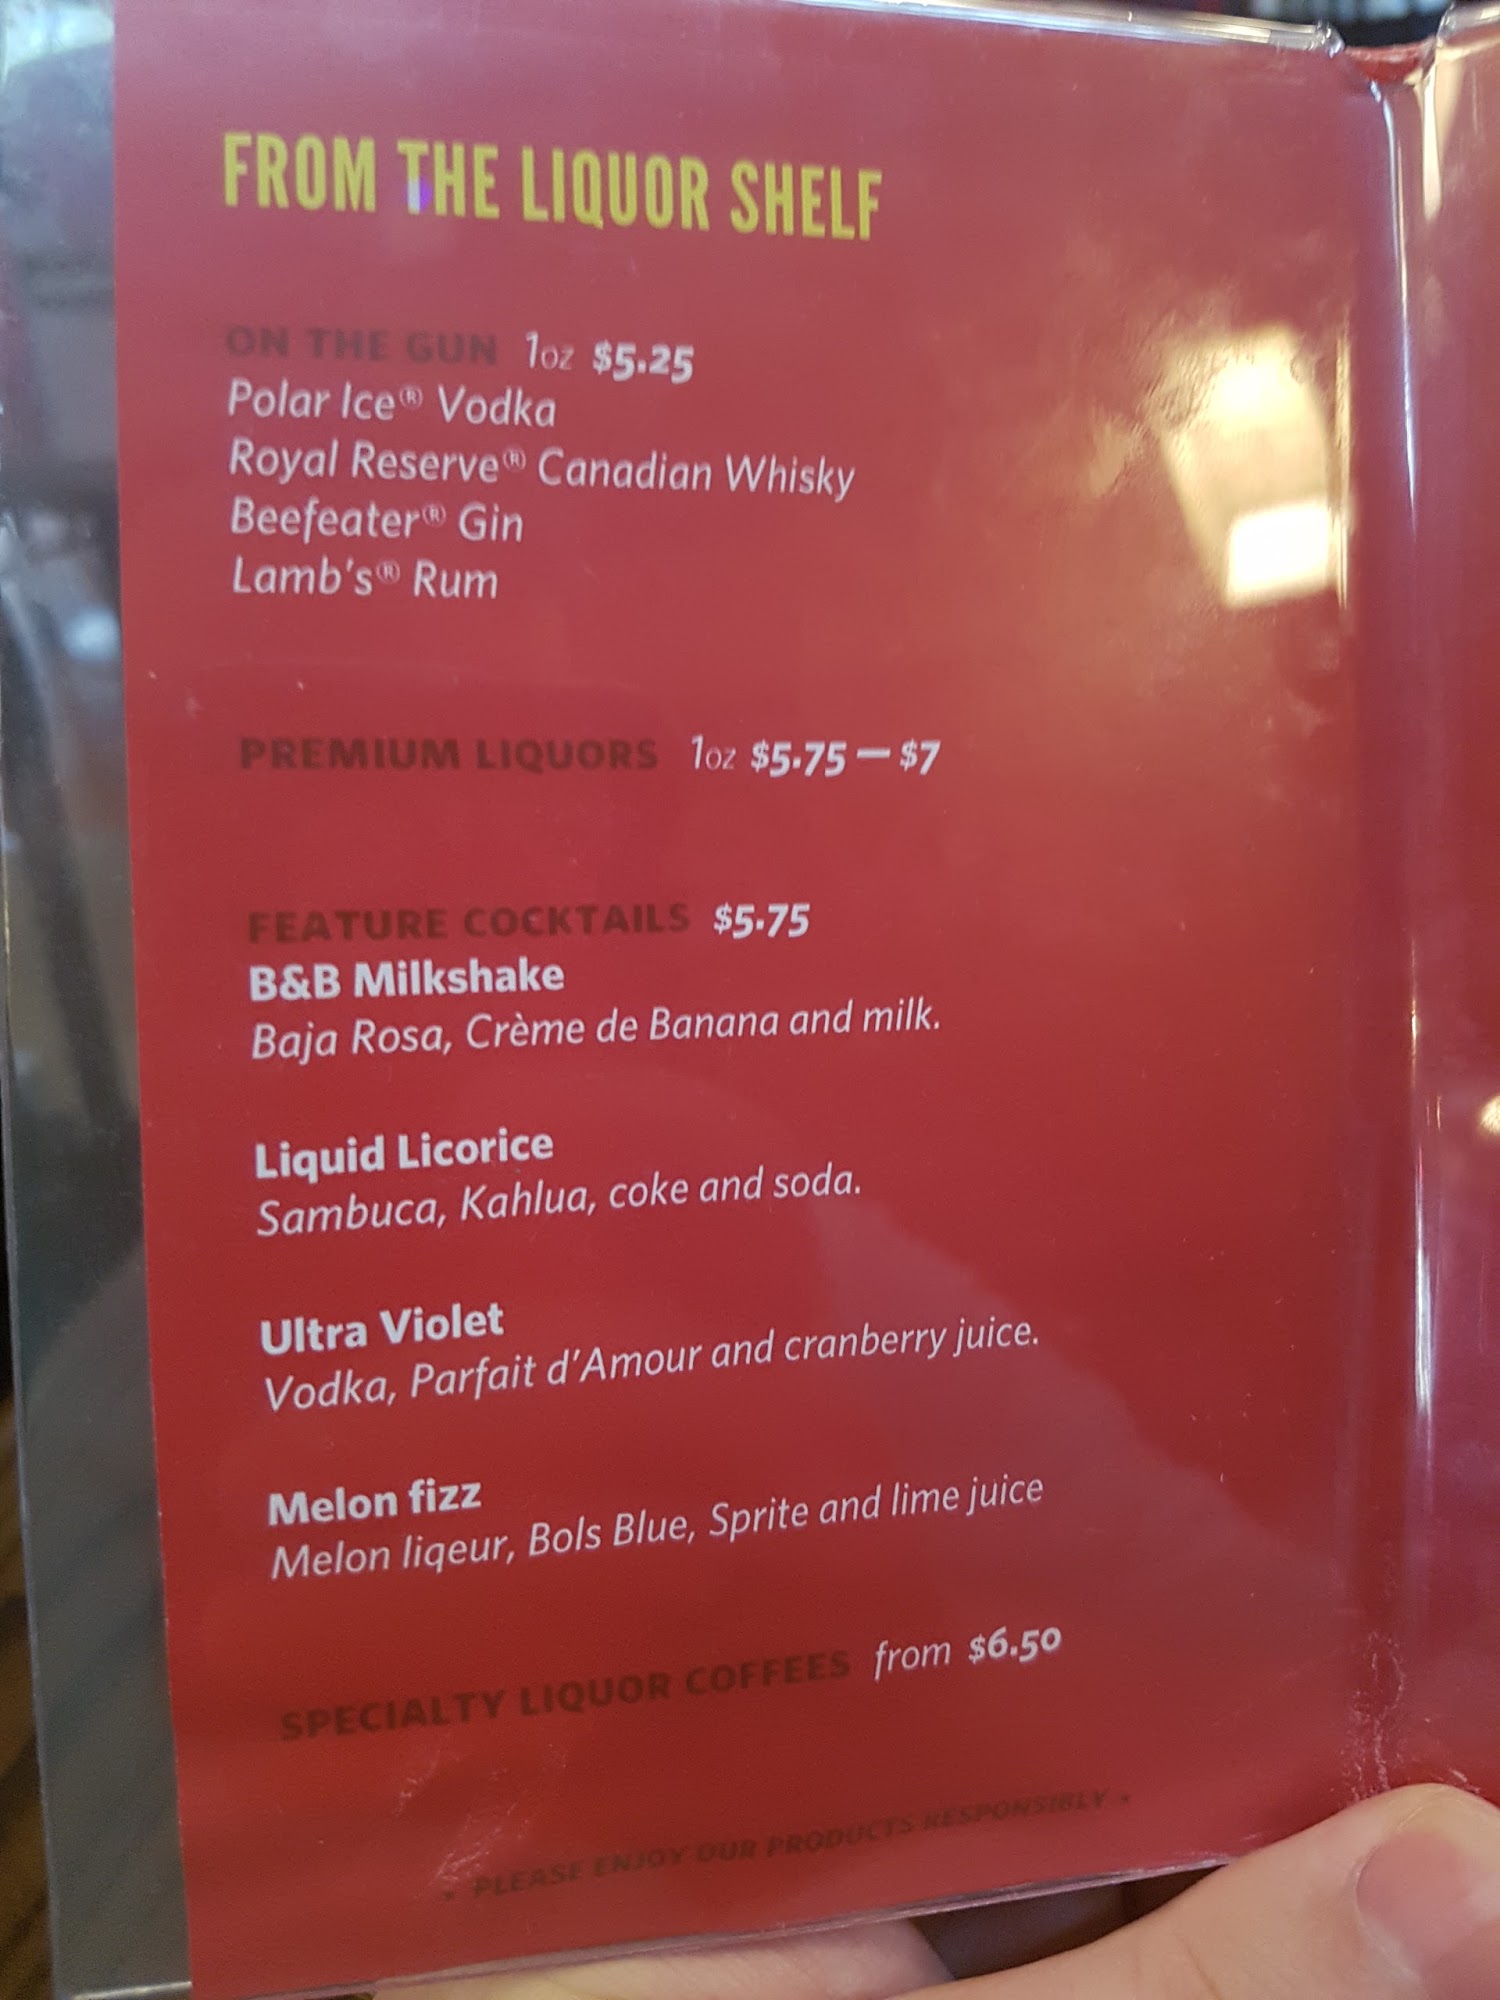 FROM THE LIQUOR SHELF
ON THE GUN 1oz $5.25
Polar Ice® Vodka
Royal Reserve® Canadian Whisky
Beefeater® Gin
Lamb's® Rum
PREMIUM LIQUORS 1oz $5.75 — $7
FEATURE COCKTAILS $5.75
B&B Milkshake
Baja Rosa, Crème de Banana and milk.
Liquid Licorice
Sambuca, Kahlua, coke and soda.
Ultra Violet
Vodka, Parfait d'Amour and cranberry juice.
Melon fizz
Melon liqeur, Bols Blue, Sprite and lime juice
SPECIALTY LIQUOR COFFEES from $6.50
• PLEASE ENJOY OUR PRODUCTS RESPONSIBLY •